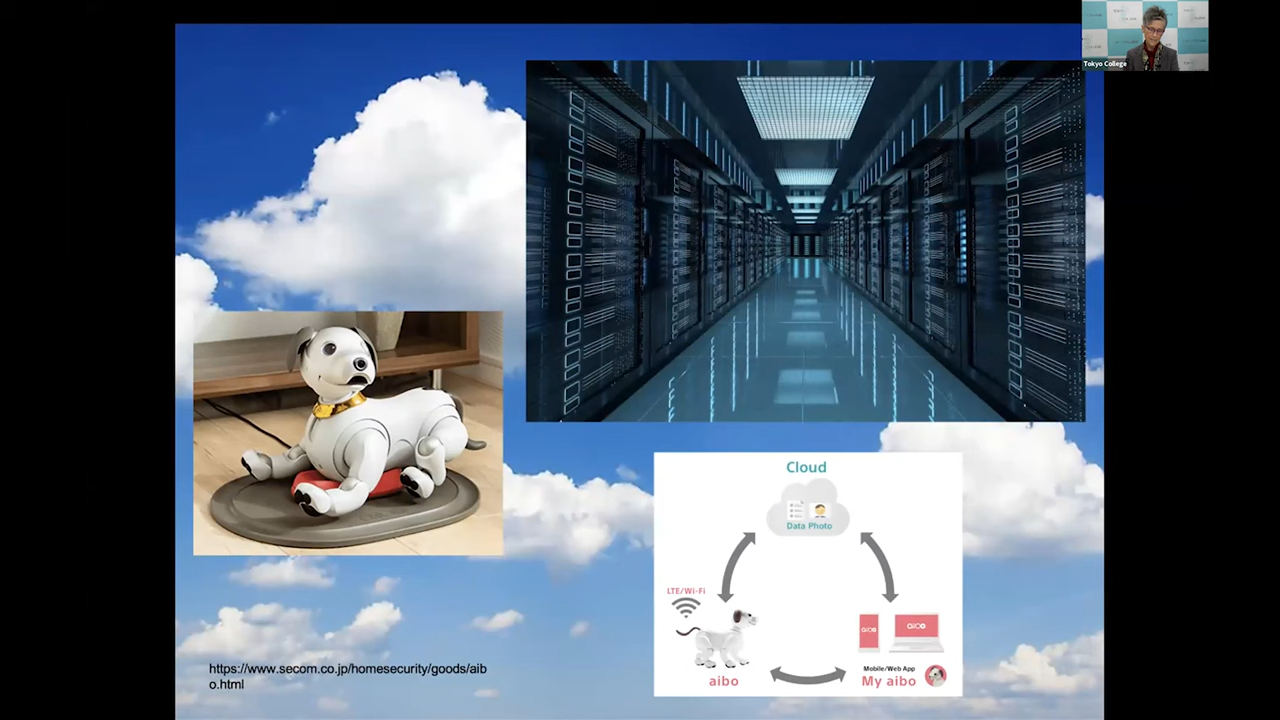 Tokyo College
Cloud
Data Photo
LTE/Wi-Fi
aibo
aibo
Mobile/Web App
aibo
My aibo
https://www.secom.co.jp/homesecurity/goods/aib
o.html